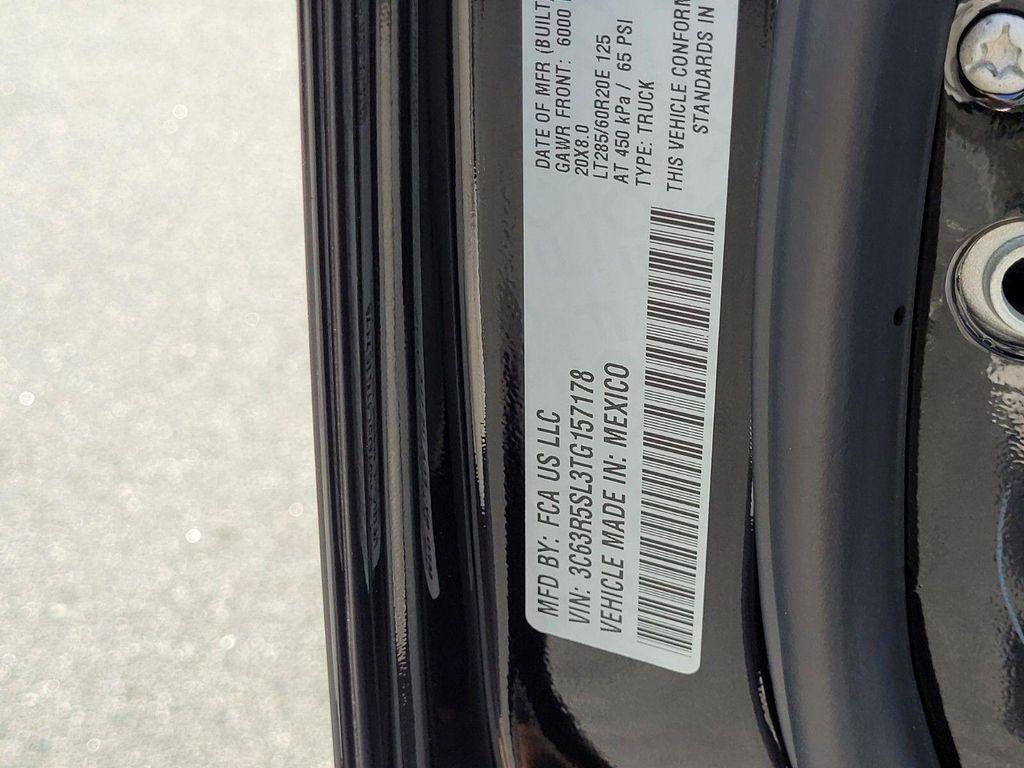 MFD BY: FCA US LLC
VIN: 3C63R5SL3TG157178
VEHICLE MADE IN: MEXICO
DATE OF MFR (BUILT)
GAWR FRONT: 6000
20X8.0
LT285/60R20E 125
AT 450 kPa / 65 PSI
TYPE: TRUCK
THIS VEHICLE CONFORM
STANDARDS IN